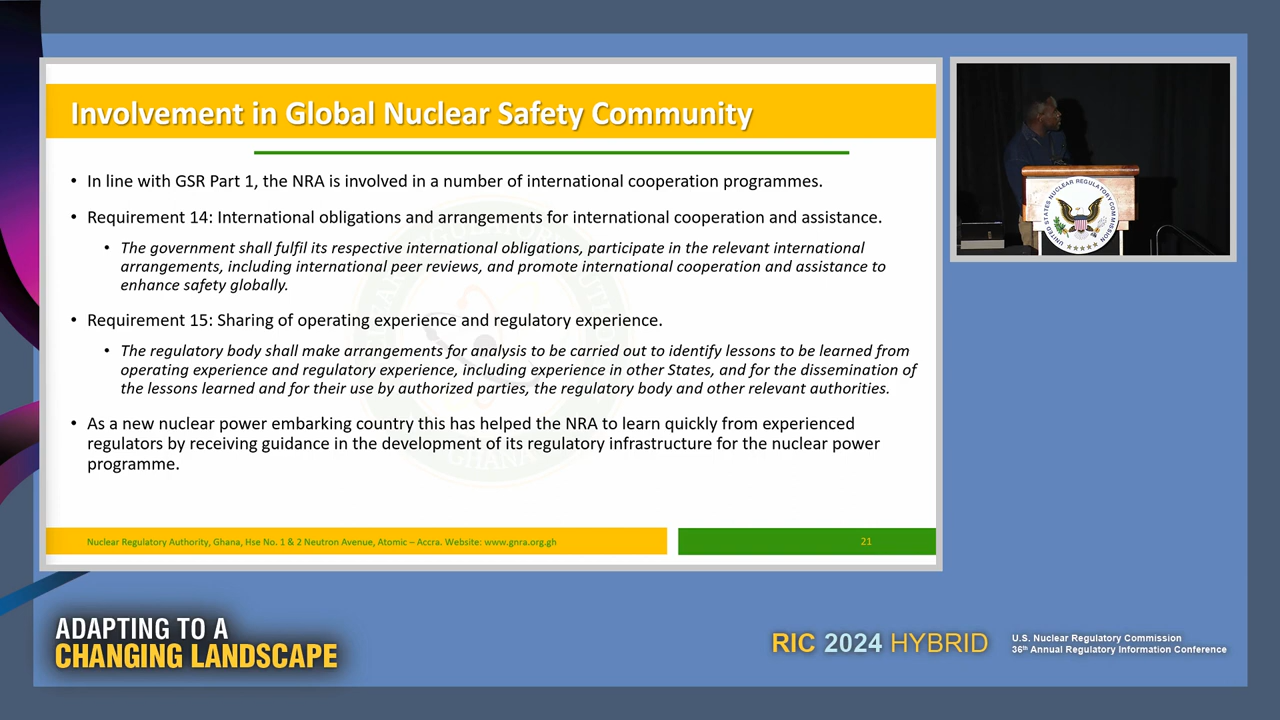 Involvement in Global Nuclear Safety Community
• In line with GSR Part 1, the NRA is involved in a number of international cooperation programmes.
• Requirement 14: International obligations and arrangements for international cooperation and assistance.
• The government shall fulfil its respective international obligations, participate in the relevant international
arrangements, including international peer reviews, and promote international cooperation and assistance to
enhance safety globally.
• Requirement 15: Sharing of operating experience and regulatory experience.
• The regulatory body shall make arrangements for analysis to be carried out to identify lessons to be learned from
operating experience and regulatory experience, including experience in other States, and for the dissemination of
the lessons learned and for their use by authorized parties, the regulatory body and other relevant authorities.
• As a new nuclear power embarking country this has helped the NRA to learn quickly from experienced
regulators by receiving guidance in the development of its regulatory infrastructure for the nuclear power
programme.
GHANA
Nuclear Regulatory Authority, Ghana, Hse No. 1 & 2 Neutron Avenue, Atomic – Accra. Website: www.gnra.org.gh
21
UNITED STATES NUCLEAR REGULATORY COMMISSION
ADAPTING TO A
CHANGING LANDSCAPE
RIC 2024 HYBRID
U.S. Nuclear Regulatory Commission
36th Annual Regulatory Information Conference